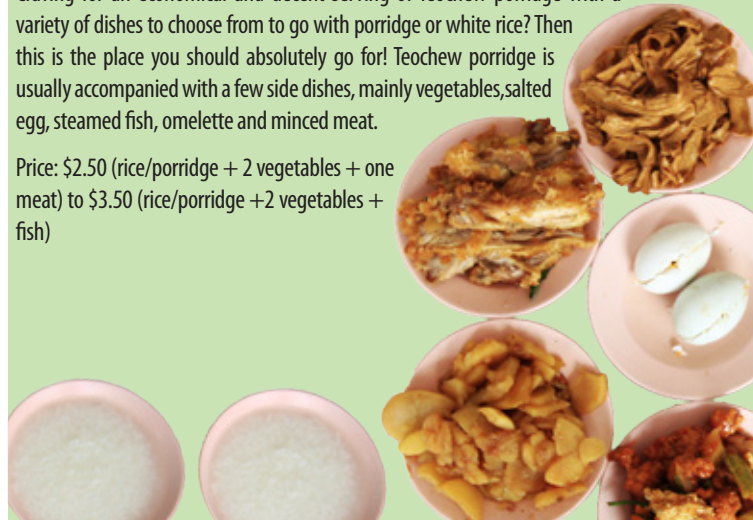 variety of dishes to choose from to go with porridge or white rice? Then
this is the place you should absolutely go for! Teochew porridge is
usually accompanied with a few side dishes, mainly vegetables,salted
egg, steamed fish, omelette and minced meat.
Price: $2.50 (rice/porridge + 2 vegetables + one
meat) to $3.50 (rice/porridge +2 vegetables +
fish)